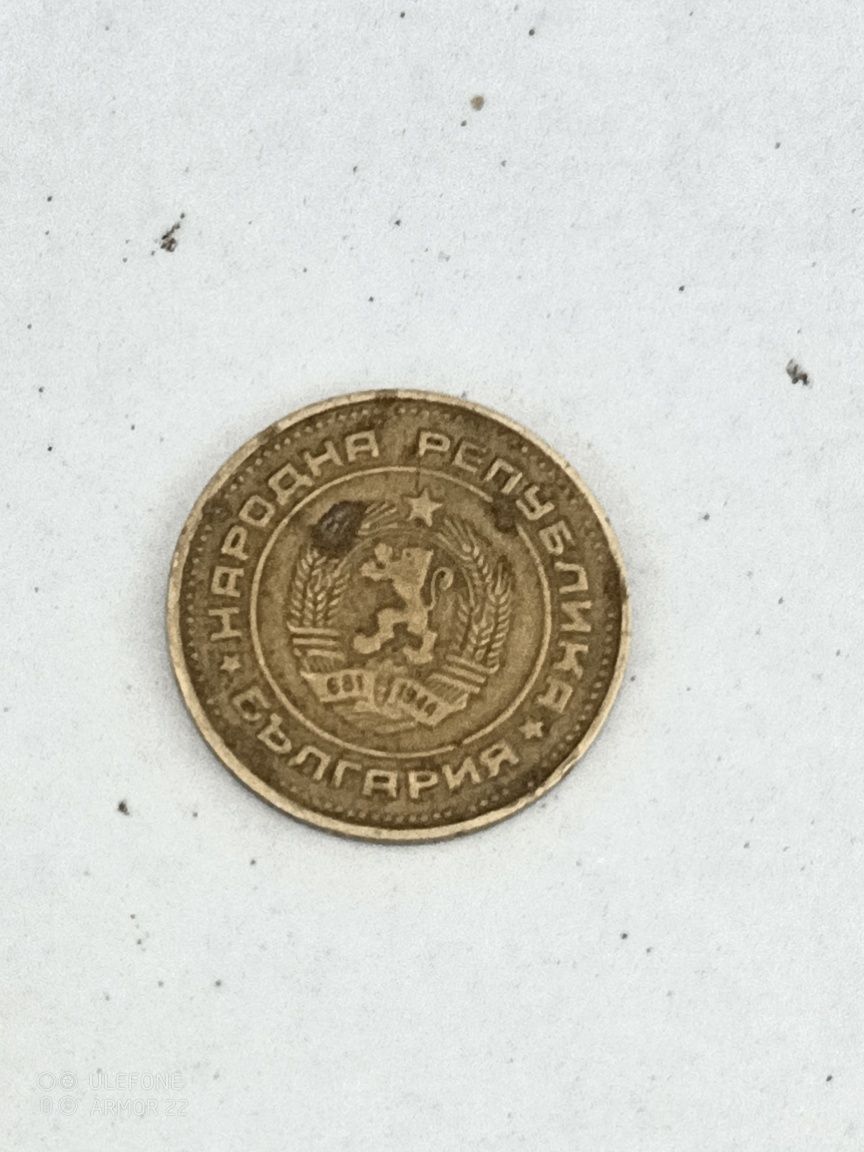 НАРОДНА РЕПУБЛИКА
БЪЛГАРИЯ
681 1944
ULEFONE
ARMOR 22